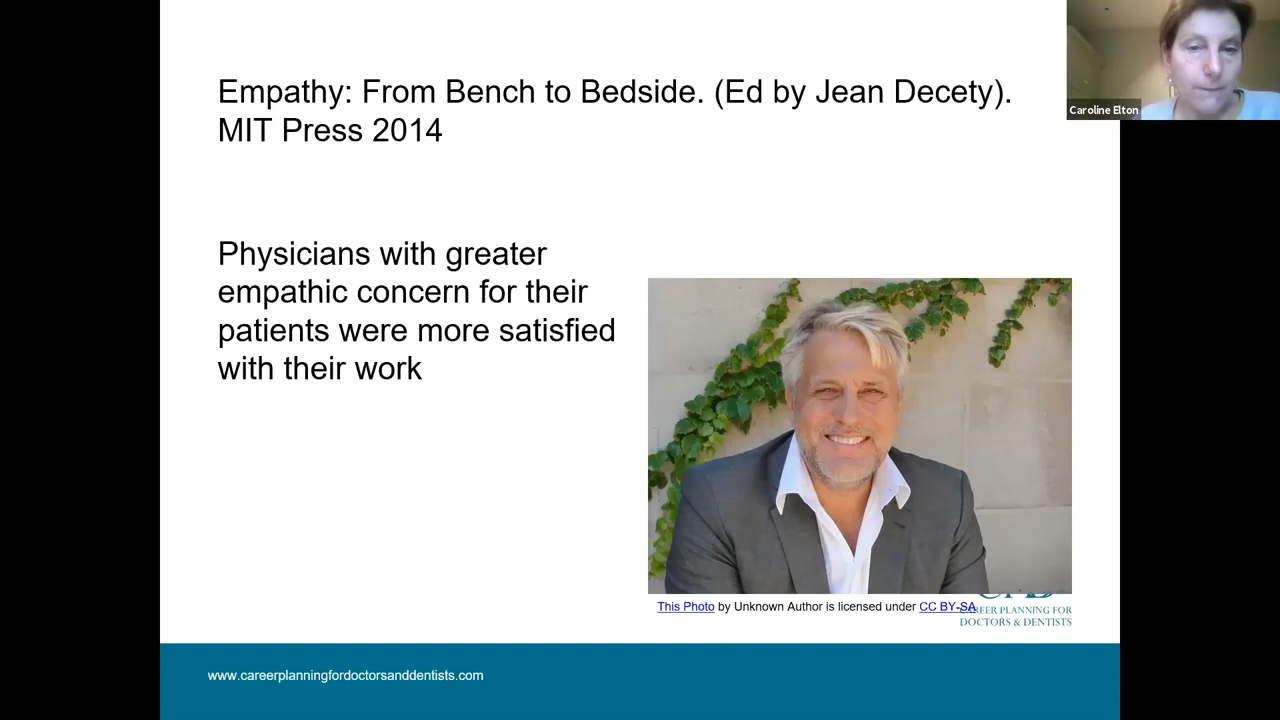 Empathy: From Bench to Bedside. (Ed by Jean Decety).
MIT Press 2014
Caroline Elton
Physicians with greater
empathic concern for their
patients were more satisfied
with their work
This Photo by Unknown Author is licensed under CC BY-SA
CAREER PLANNING FOR
DOCTORS & DENTISTS
www.careerplanningfordoctorsanddentists.com